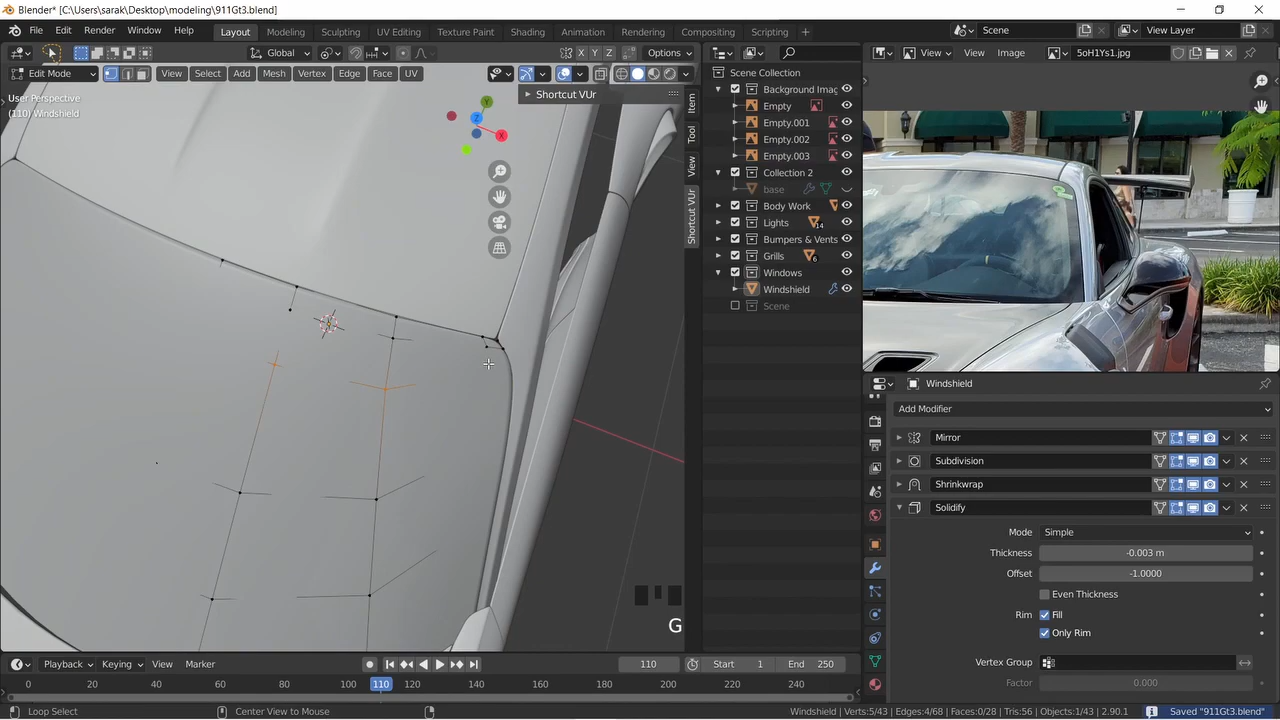 Blender* [C:\Users\sarak\Desktop\modeling\911Gt3.blend]
File Edit Render Window Help Layout Modeling Sculpting UV Editing Texture Paint Shading Animation Rendering Compositing Scripting + Scene View Layer
Global X Y Z Options View View Image 5oH1Ys1.jpg
Edit Mode View Select Add Mesh Vertex Edge Face UV
User Perspective
(110) Windshield
Shortcut VUr
Y
X
Z
Item
Tool
View
Shortcut VUr
Scene Collection
Background Imag
Empty
Empty.001
Empty.002
Empty.003
Collection 2
base
Body Work
Lights 14
Bumpers & Vents
Grills 6
Windows
Windshield
Scene
G
Windshield
Add Modifier
Mirror
Subdivision
Shrinkwrap
Solidify
Mode Simple
Thickness -0.003 m
Offset -1.0000
Even Thickness
Rim Fill
Only Rim
Vertex Group
Factor 0.000
Playback Keying View Marker 110 Start 1 End 250
0 20 40 60 80 100 110 120 140 160 180 200 220 240
Loop Select Center View to Mouse Windshield | Verts:5/43 | Edges:4/68 | Faces:0/28 | Tris:56 | Objects:1/43 | 2.90.1 Saved "911Gt3.blend"